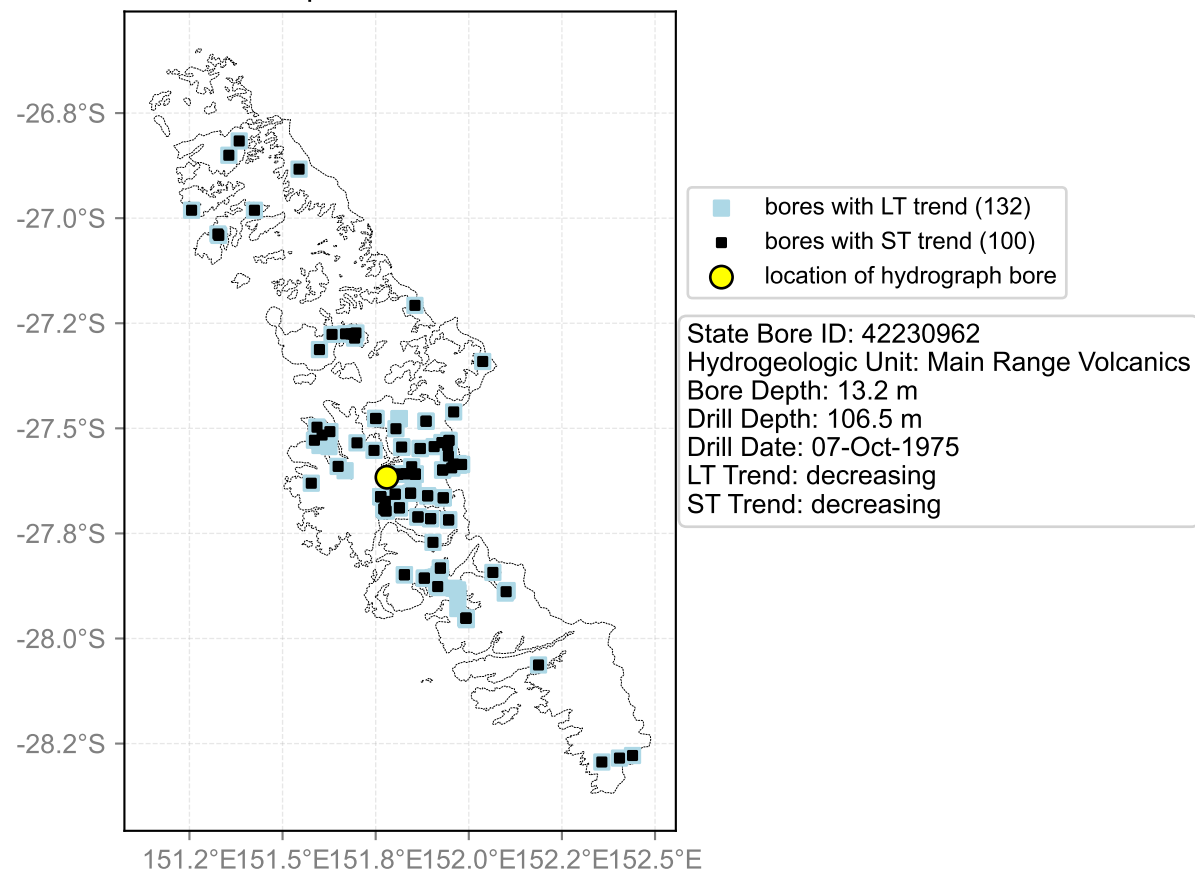 -26.8°S
-27.0°S
-27.2°S
-27.5°S
-27.8°S
-28.0°S
-28.2°S
151.2°E151.5°E151.8°E152.0°E152.2°E152.5°E
bores with LT trend (132)
bores with ST trend (100)
location of hydrograph bore
State Bore ID: 42230962
Hydrogeologic Unit: Main Range Volcanics
Bore Depth: 13.2 m
Drill Depth: 106.5 m
Drill Date: 07-Oct-1975
LT Trend: decreasing
ST Trend: decreasing